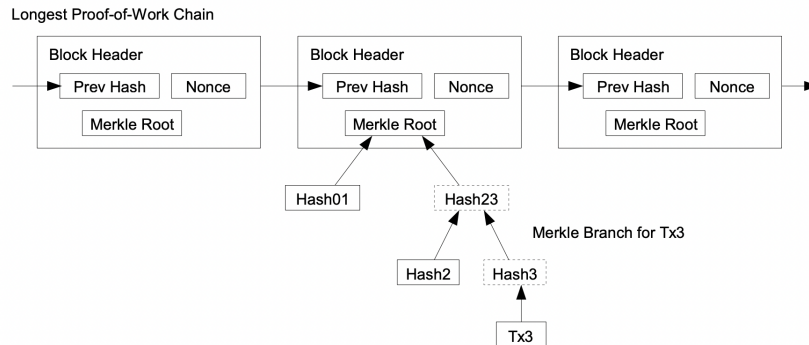 Longest Proof-of-Work Chain
Block Header
Block Header
Block Header
Prev Hash
Nonce
Prev Hash
Nonce
Prev Hash
Nonce
Merkle Root
Merkle Root
Merkle Root
Hash01
Hash23
Merkle Branch for Tx3
Hash2
Hash3
Tx3